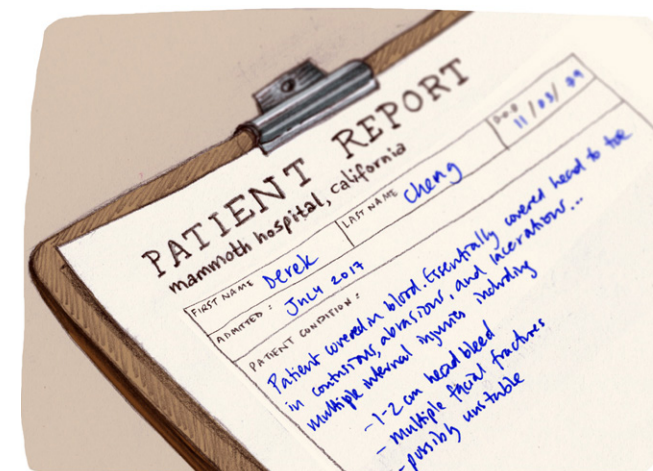 PATIENT REPORT
mammoth hospital, california
FIRST NAME Derek LAST NAME Cheng D.O.B 11/03/89
ADMITTED: July 2017
PATIENT CONDITION:
Patient covered in blood. Essentially covered head to toe
in contusions, abrasions, and lacerations...
multiple internal injuries including
-1-2 cm head bleed
- multiple facial fractures
- possibly unstable